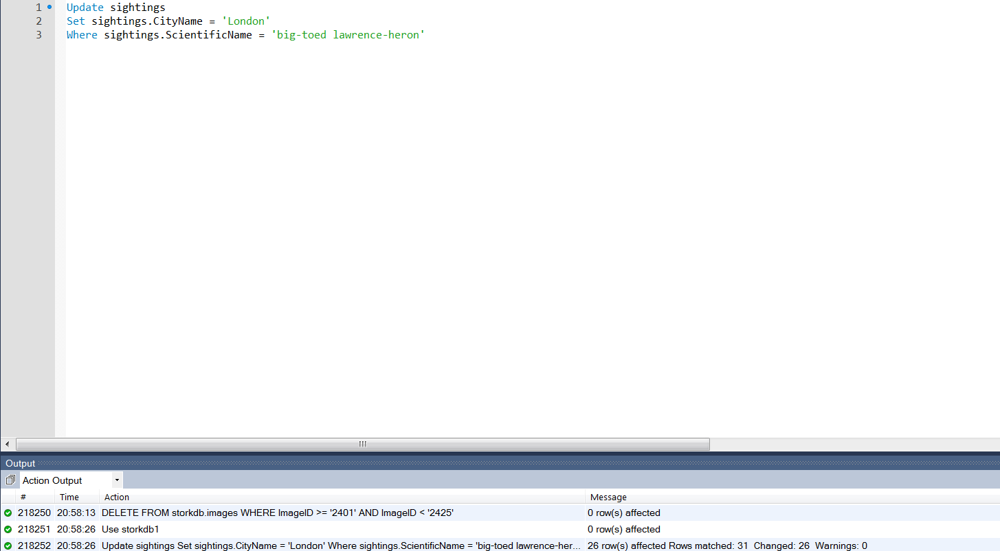 1 Update sightings
2 Set sightings.CityName = 'London'
3 Where sightings.ScientificName = 'big-toed lawrence-heron'
Output
Action Output
# Time Action Message
218250 20:58:13 DELETE FROM storkdb.images WHERE ImageID >= '2401' AND ImageID < '2425' 0 row(s) affected
218251 20:58:26 Use storkdb1 0 row(s) affected
218252 20:58:26 Update sightings Set sightings.CityName = 'London' Where sightings.ScientificName = 'big-toed lawrence-her... 26 row(s) affected Rows matched: 31 Changed: 26 Warnings: 0